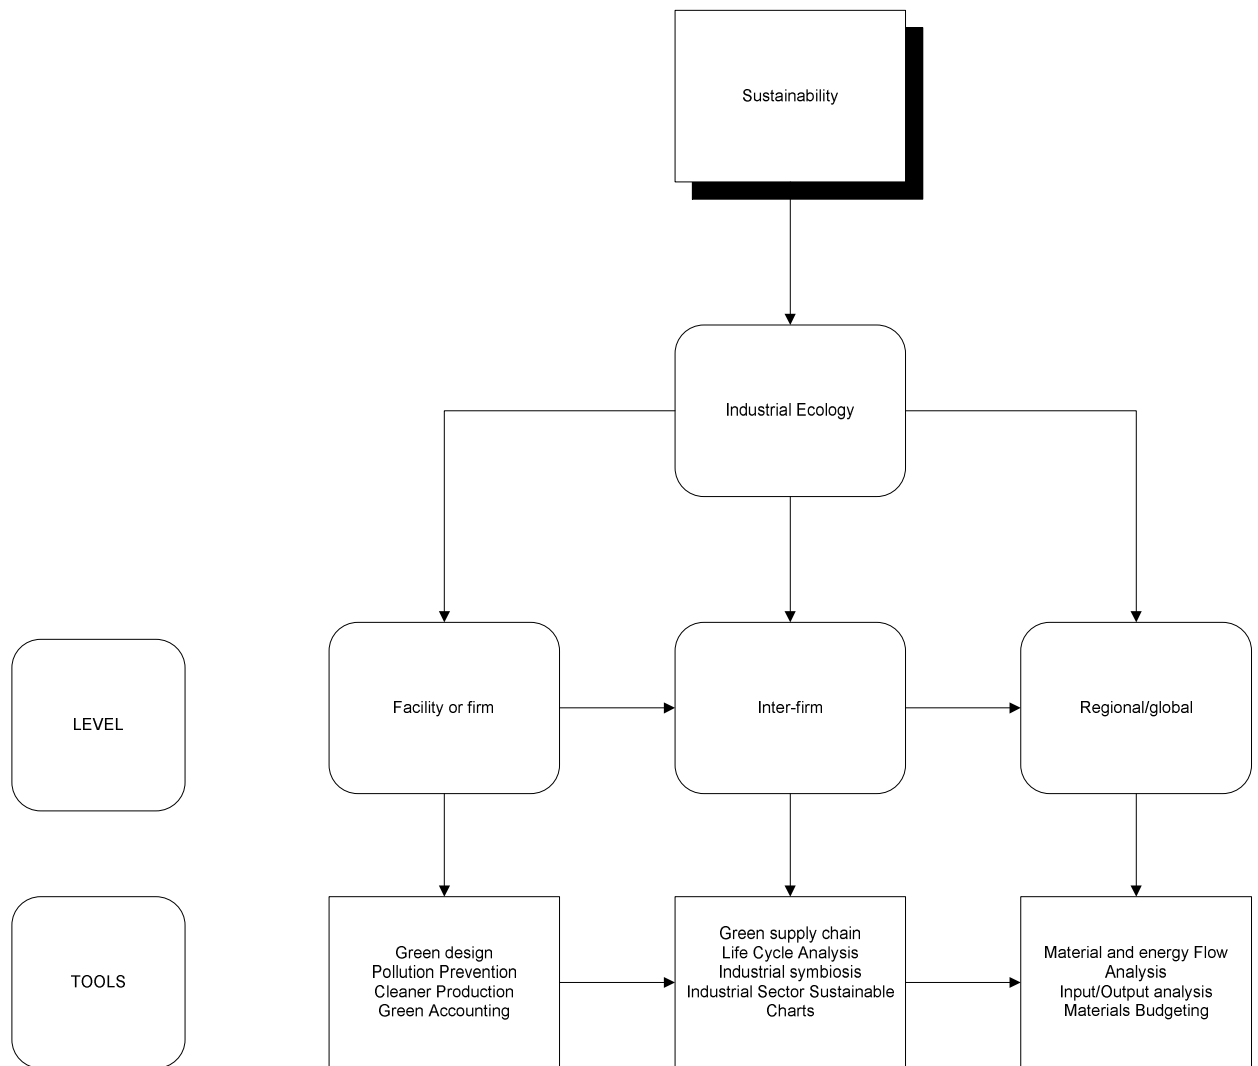 Sustainability
Industrial Ecology
LEVEL
Facility or firm
Inter-firm
Regional/global
TOOLS
Green design
Pollution Prevention
Cleaner Production
Green Accounting
Green supply chain
Life Cycle Analysis
Industrial symbiosis
Industrial Sector Sustainable
Charts
Material and energy Flow
Analysis
Input/Output analysis
Materials Budgeting